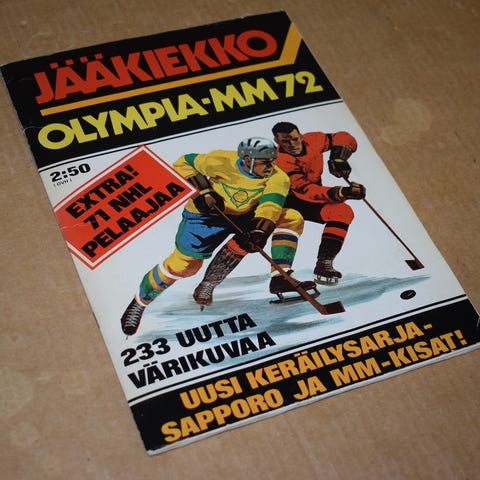 JÄÄKIEKKO
OLYMPIA-MM 72
2:50
( OVH )
EXTRA!
71 NHL
PELAAJAA
233 UUTTA
VÄRIKUVAA
UUSI KERÄILYSARJA-
SAPPORO JA MM-KISAT!